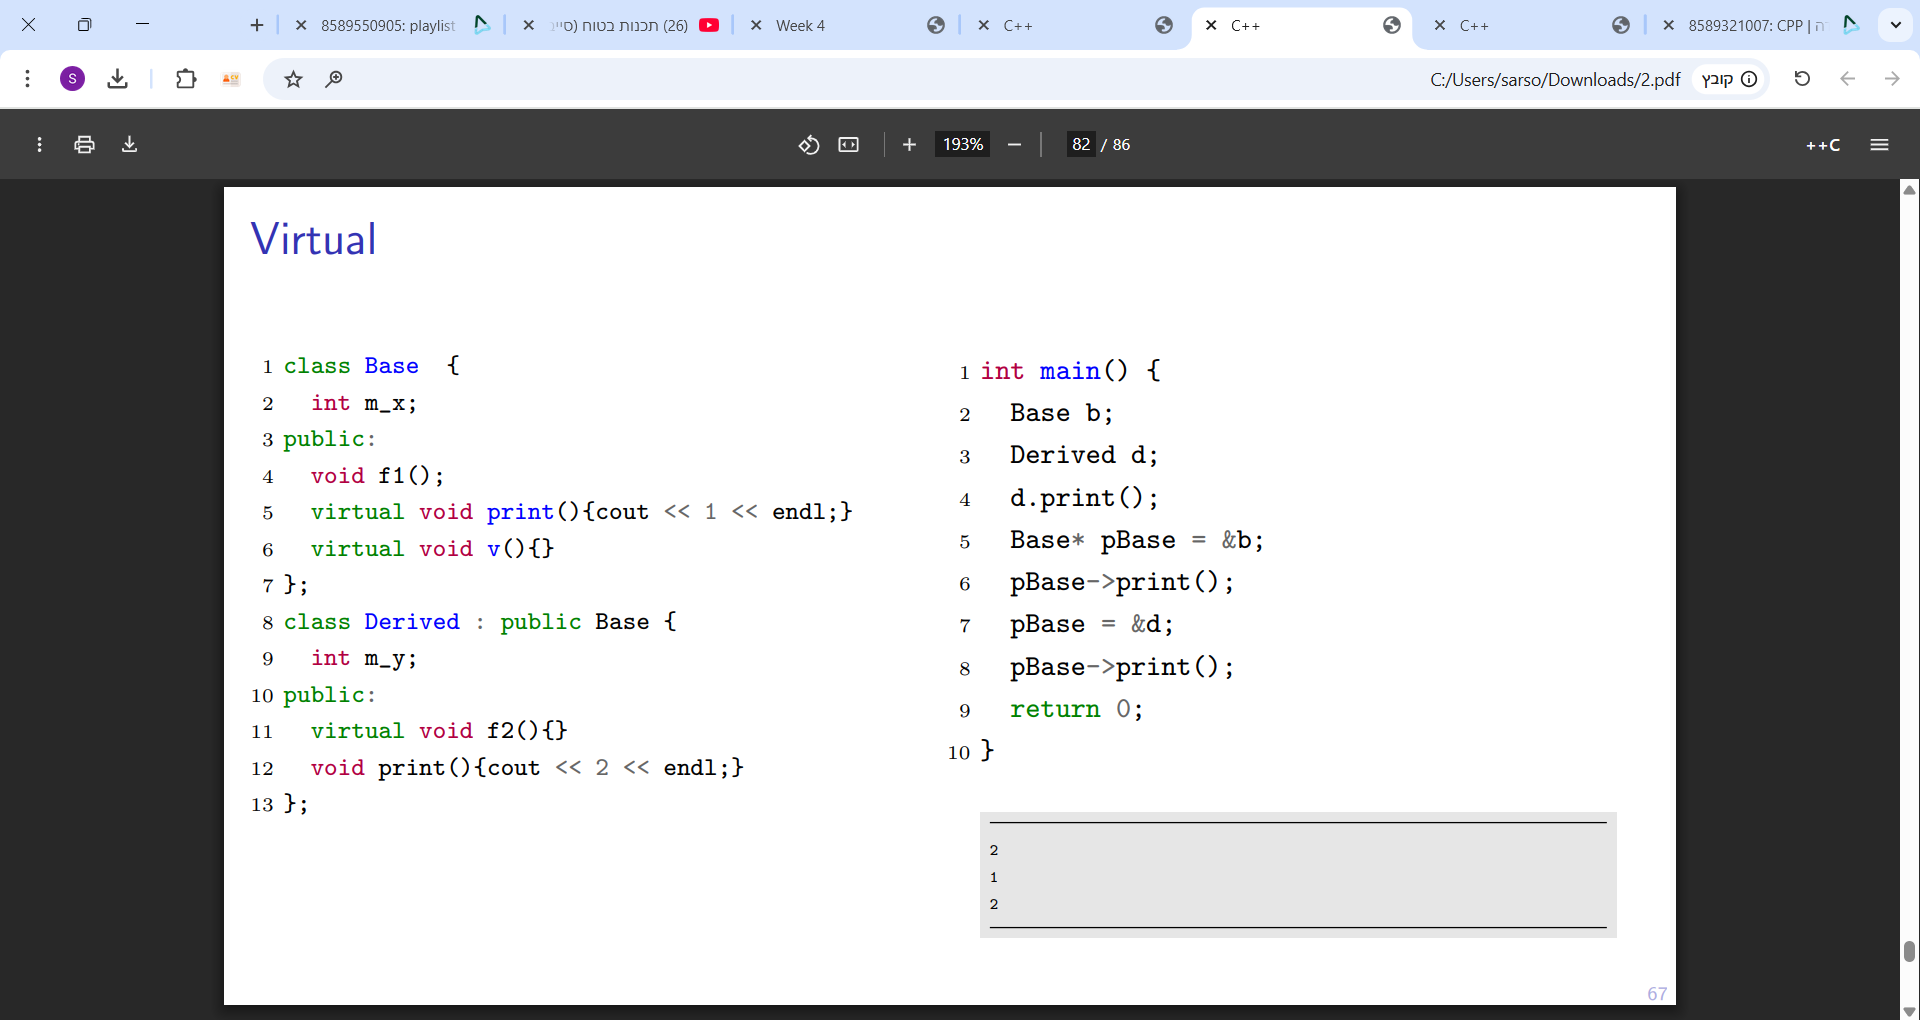 8589550905: playlist
תכנות בטוח (26)
Week 4
C++
C++
C++
8589321007: CPP |
S
C:/Users/sarso/Downloads/2.pdf
קובץ
193%
82 / 86
++C
Virtual
1 class Base {
2 int m_x;
3 public:
4 void f1();
5 virtual void print(){cout << 1 << endl;}
6 virtual void v(){}
7 };
8 class Derived : public Base {
9 int m_y;
10 public:
11 virtual void f2(){}
12 void print(){cout << 2 << endl;}
13 };
1 int main() {
2 Base b;
3 Derived d;
4 d.print();
5 Base* pBase = &b;
6 pBase->print();
7 pBase = &d;
8 pBase->print();
9 return 0;
10 }
2
1
2
67